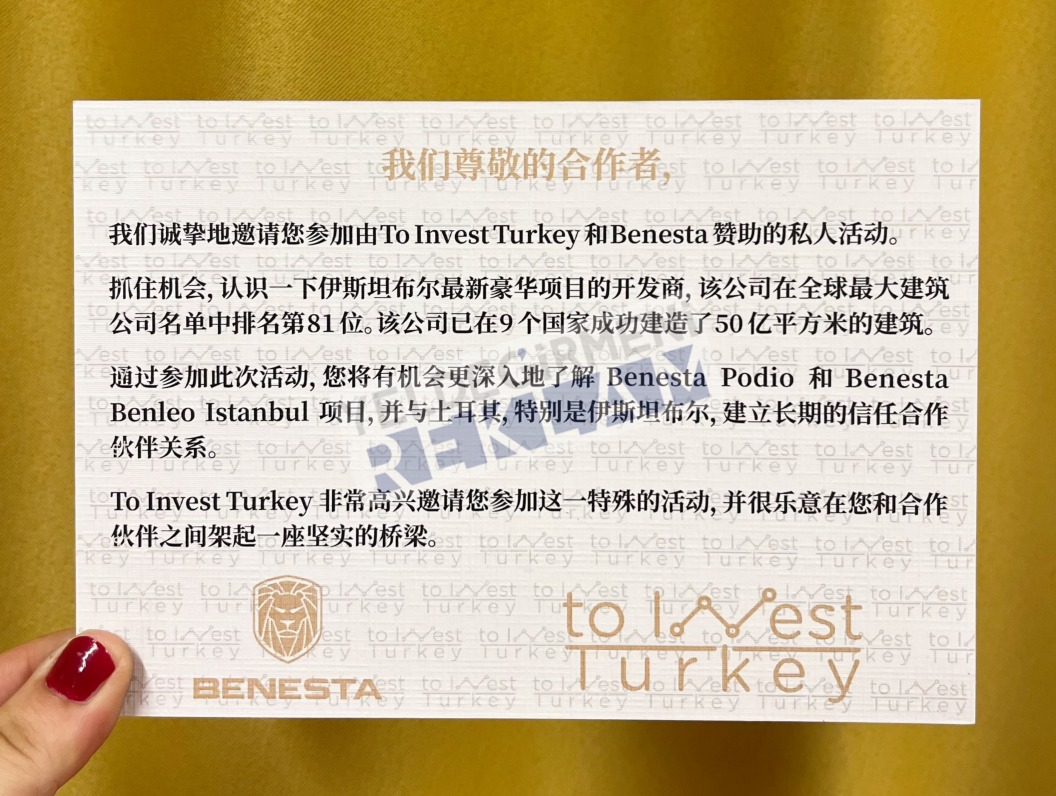 我们尊敬的合作者,
我们诚挚地邀请您参加由To Invest Turkey和Benesta赞助的私人活动。
抓住机会,认识一下伊斯坦布尔最新豪华项目的开发商,该公司在全球最大建筑
公司名单中排名第81位。该公司已在9个国家成功建造了50亿平方米的建筑。
通过参加此次活动,您将有机会更深入地了解 Benesta Podio 和 Benesta
Benleo Istanbul 项目,并与土耳其,特别是伊斯坦布尔,建立长期的信任合作
伙伴关系。
To Invest Turkey 非常高兴邀请您参加这一特殊的活动,并很乐意在您和合作
伙伴之间架起一座坚实的桥梁。
BENESTA
to Invest
Turkey